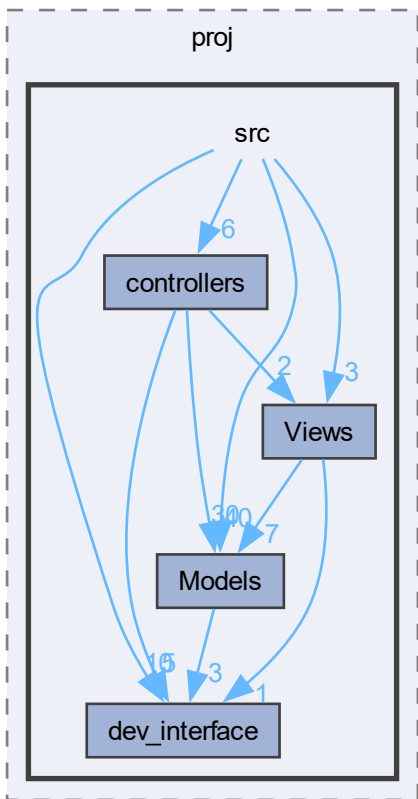 proj
src
6
controllers
2
3
Views
7
Models
3
1
dev_interface